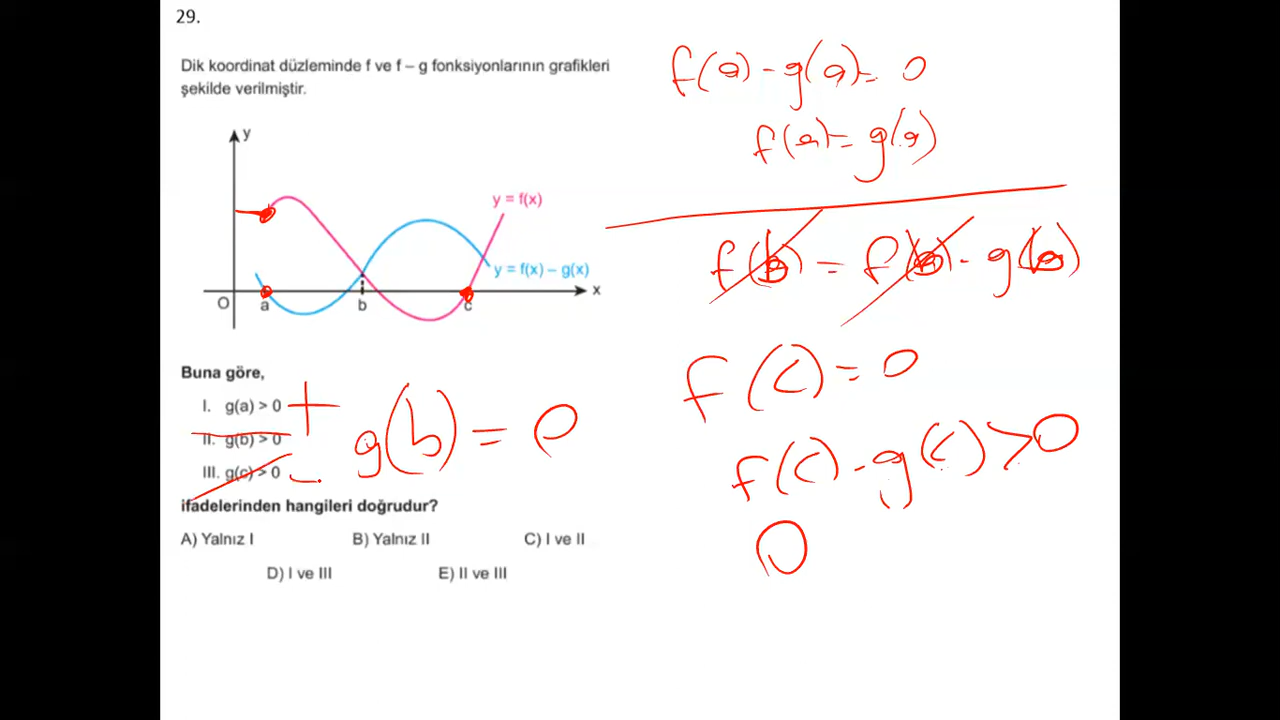 29.
Dik koordinat düzleminde f ve f – g fonksiyonlarının grafikleri
şekilde verilmiştir.
y
y = f(x)
y = f(x) – g(x)
x
O a b c
Buna göre,
I. g(a) > 0 +
II. g(b) > 0
III. g(c) > 0 -
g(b) = 0
ifadelerinden hangileri doğrudur?
A) Yalnız I B) Yalnız II C) I ve II
D) I ve III E) II ve III
f(a) - g(a) = 0
f(a) = g(a)
f(b) = f(b) - g(b)
f(c) = 0
f(c) - g(c) > 0
0